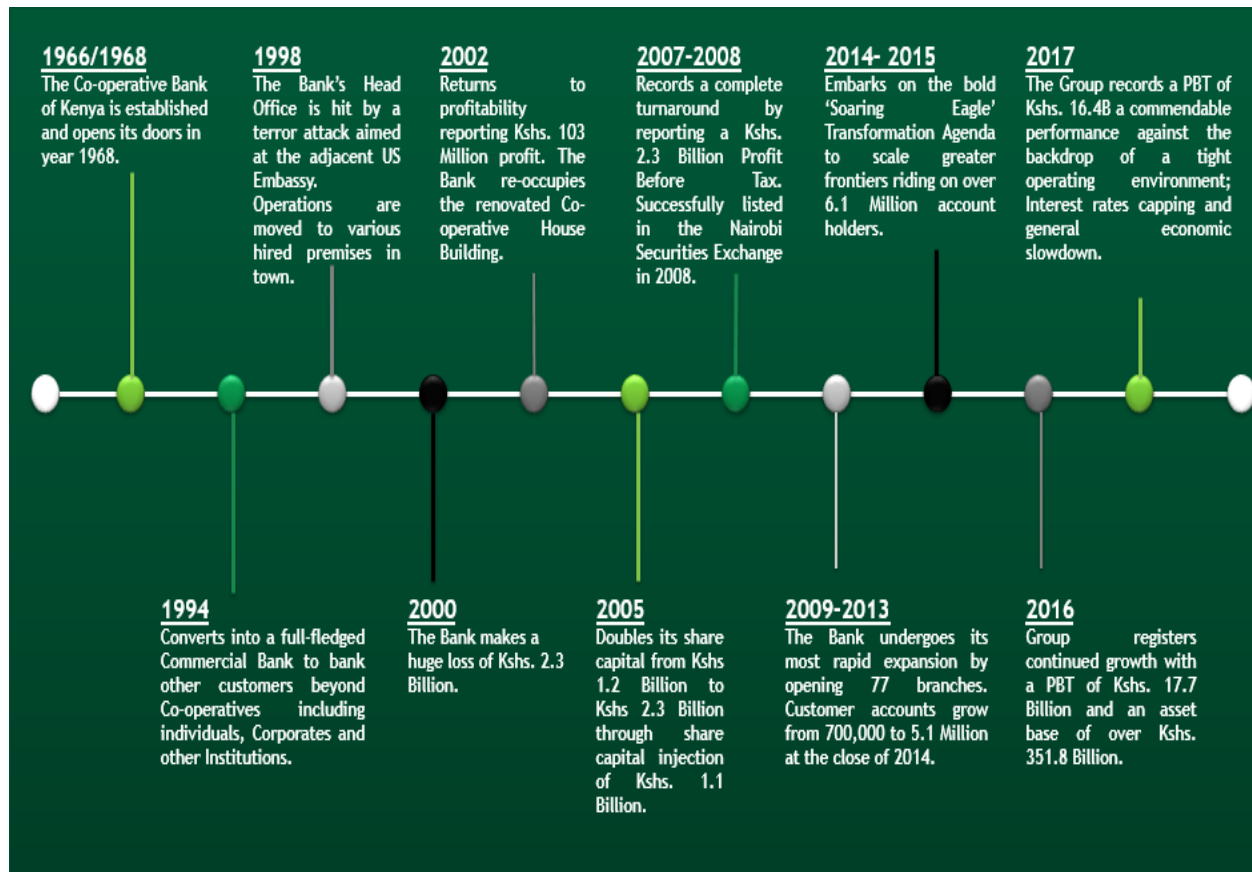 1966/1968
The Co-operative Bank
of Kenya is established
and opens its doors in
year 1968.
1998
The Bank's Head
Office is hit by a
terror attack aimed
at the adjacent US
Embassy.
Operations are
moved to various
hired premises in
town.
2002
Returns to
profitability
reporting Kshs. 103
Million profit. The
Bank re-occupies
the renovated Co-
operative House
Building.
2007-2008
Records a complete
turnaround by
reporting a Kshs.
2.3 Billion Profit
Before Tax.
Successfully listed
in the Nairobi
Securities Exchange
in 2008.
2014- 2015
Embarks on the bold
‘Soaring Eagle’
Transformation Agenda
to scale greater
frontiers riding on over
6.1 Million account
holders.
2017
The Group records a PBT of
Kshs. 16.4B a commendable
performance against the
backdrop of a tight
operating environment;
Interest rates capping and
general economic
slowdown.
1994
Converts into a full-fledged
Commercial Bank to bank
other customers beyond
Co-operatives including
individuals, Corporates and
other Institutions.
2000
The Bank makes a
huge loss of Kshs. 2.3
Billion.
2005
Doubles its share
capital from Kshs
1.2 Billion to
Kshs 2.3 Billion
through share
capital injection
of Kshs. 1.1
Billion.
2009-2013
The Bank undergoes its
most rapid expansion by
opening 77 branches.
Customer accounts grow
from 700,000 to 5.1 Million
at the close of 2014.
2016
Group registers
continued growth with
a PBT of Kshs. 17.7
Billion and an asset
base of over Kshs.
351.8 Billion.